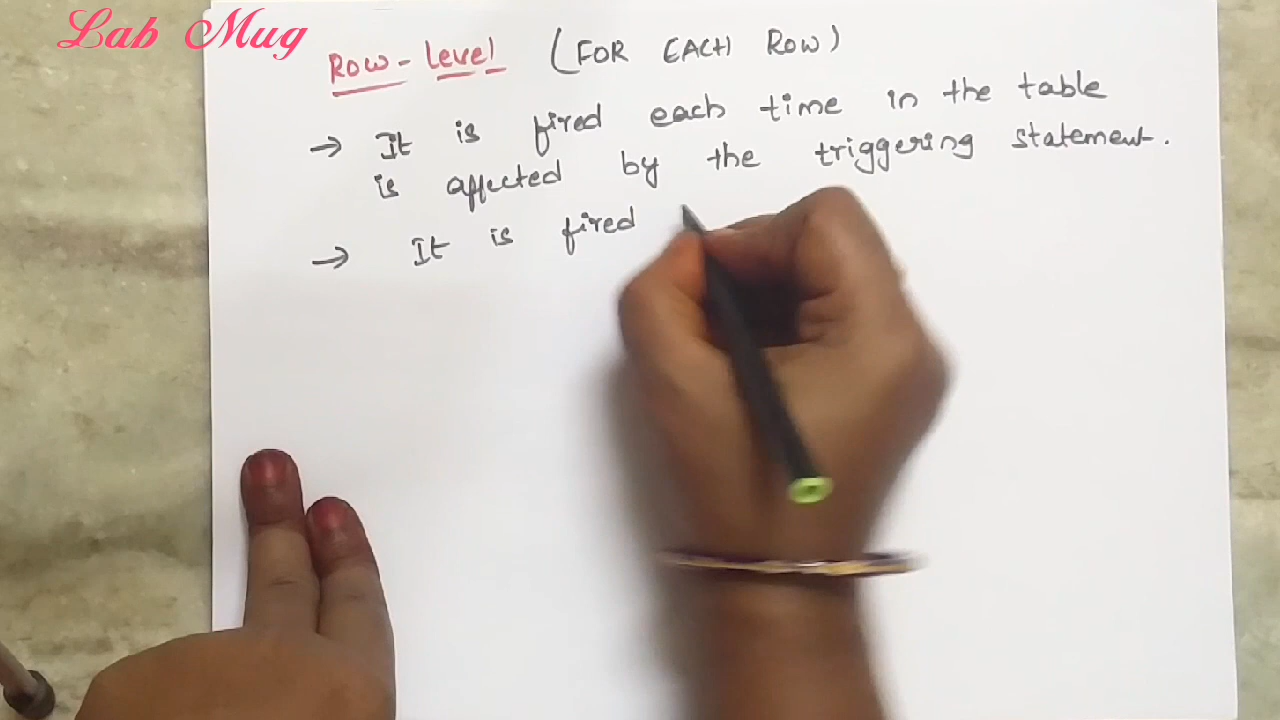 Lab Mug
Row-Level (FOR EACH ROW)
→ It is fired each time in the table
is affected by the triggering statement.
→ It is fired